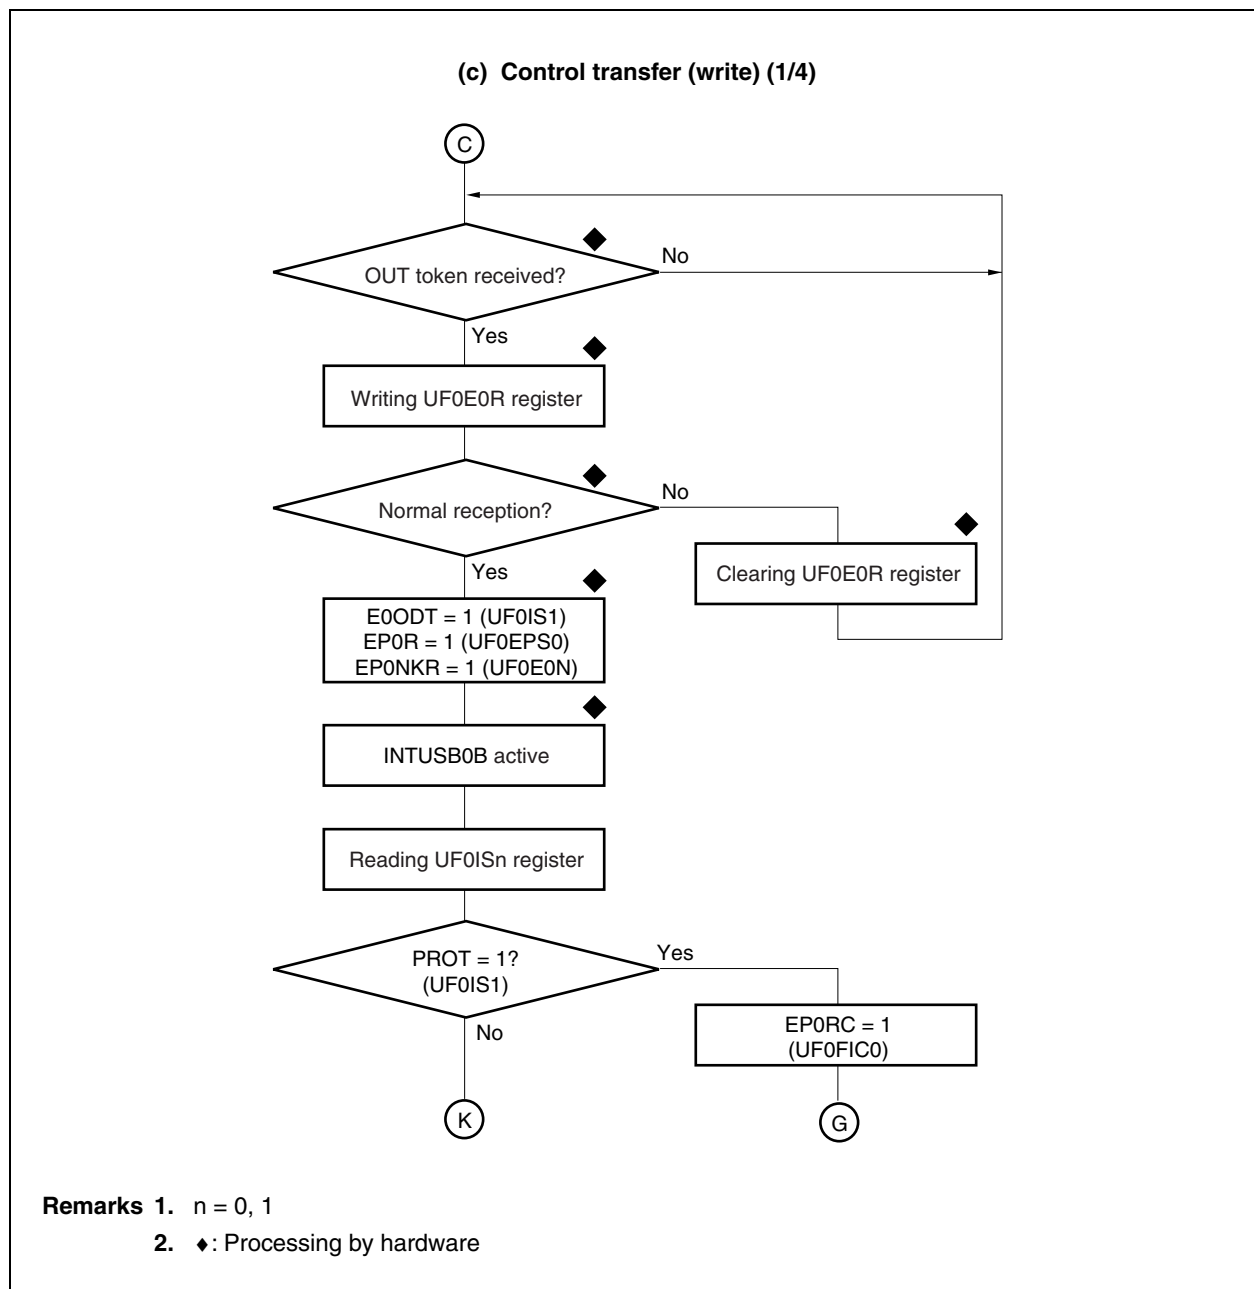 (c) Control transfer (write) (1/4)
C
OUT token received?
No
Yes
Writing UF0E0R register
Normal reception?
No
Yes
Clearing UF0E0R register
E0ODT = 1 (UF0IS1)
EP0R = 1 (UF0EPS0)
EP0NKR = 1 (UF0E0N)
INTUSB0B active
Reading UF0ISn register
PROT = 1?
(UF0IS1)
Yes
No
EP0RC = 1
(UF0FIC0)
K
G
Remarks 1. n = 0, 1
2. ♦: Processing by hardware